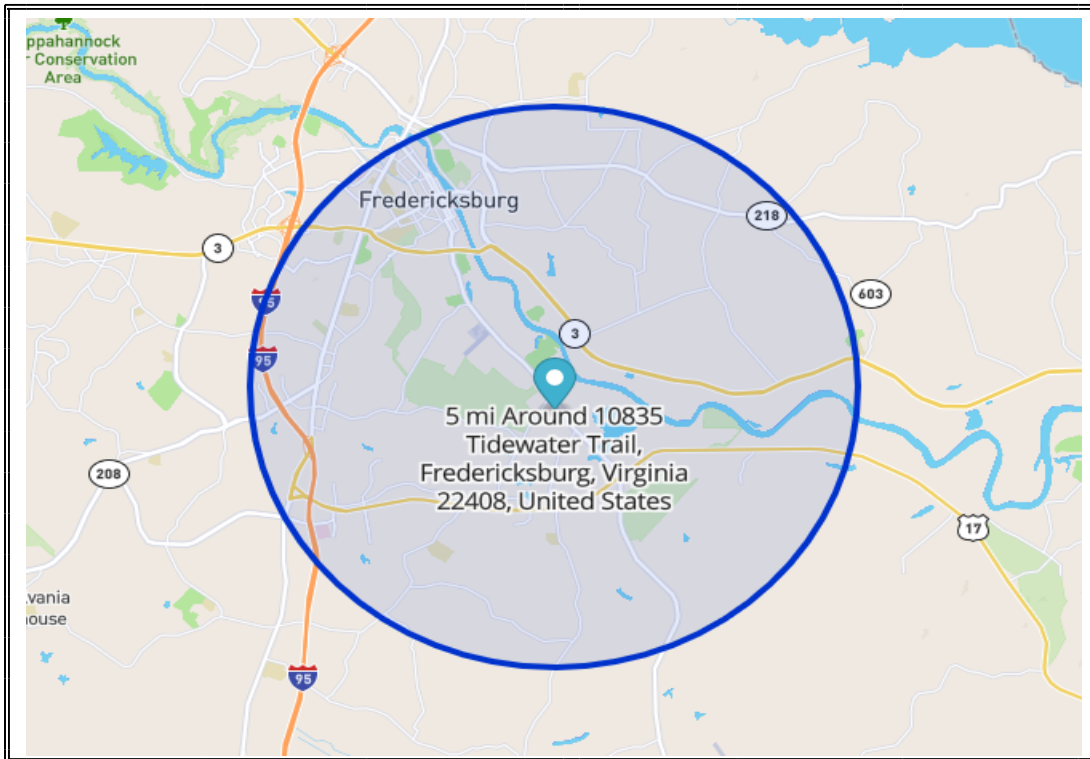 ppahannock
r Conservation
Area
Fredericksburg
3
218
95
603
3
95
5 mi Around 10835
Tidewater Trail,
Fredericksburg, Virginia
22408, United States
208
17
vania
ouse
95